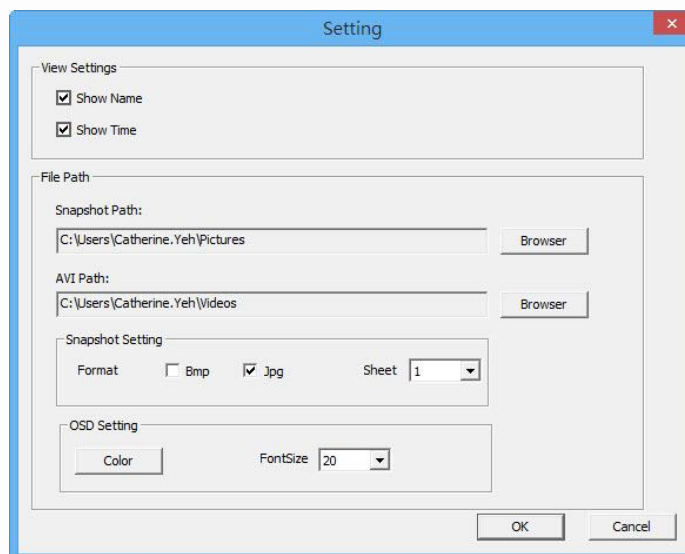 Setting
View Settings
Show Name
Show Time
File Path
Snapshot Path:
C:\Users\Catherine.Yeh\Pictures
Browser
AVI Path:
C:\Users\Catherine.Yeh\Videos
Browser
Snapshot Setting
Format Bmp Jpg Sheet 1
OSD Setting
Color FontSize 20
OK Cancel